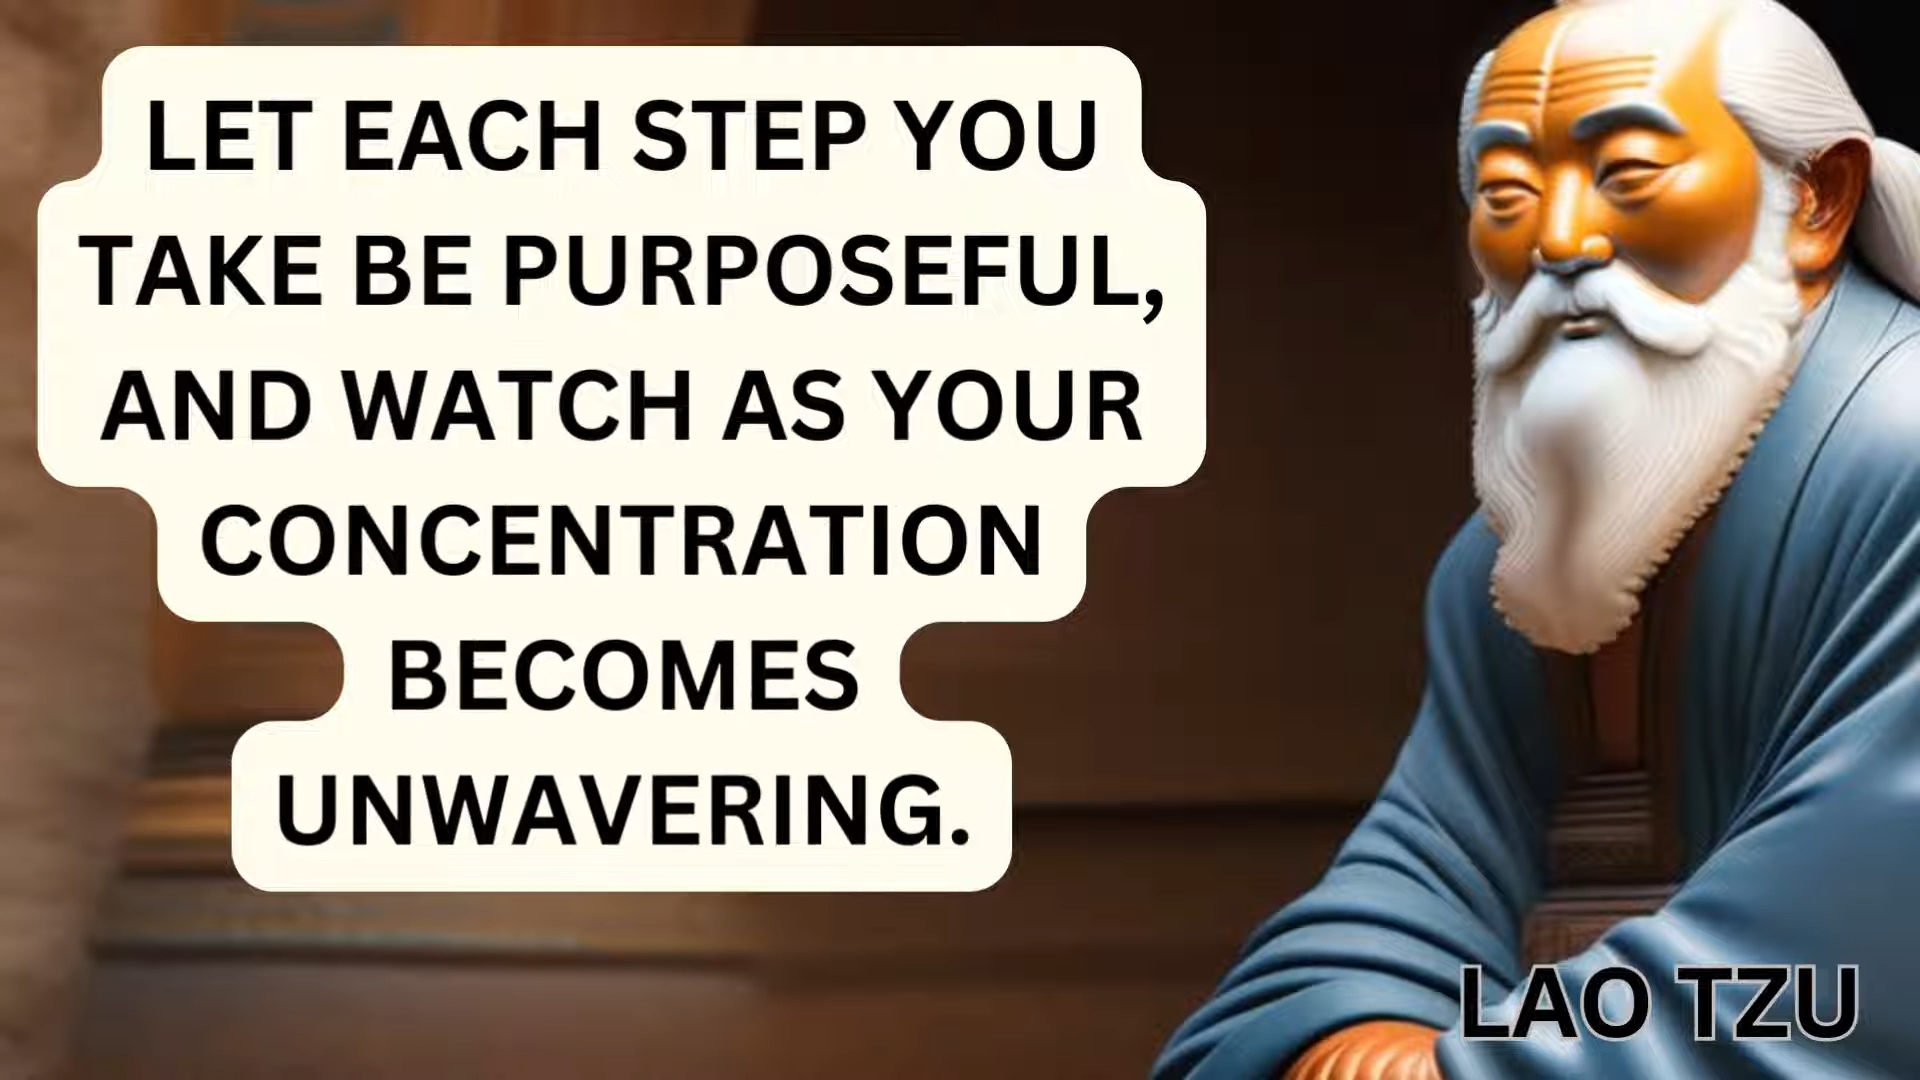 LET EACH STEP YOU
TAKE BE PURPOSEFUL,
AND WATCH AS YOUR
CONCENTRATION
BECOMES
UNWAVERING.
LAO TZU